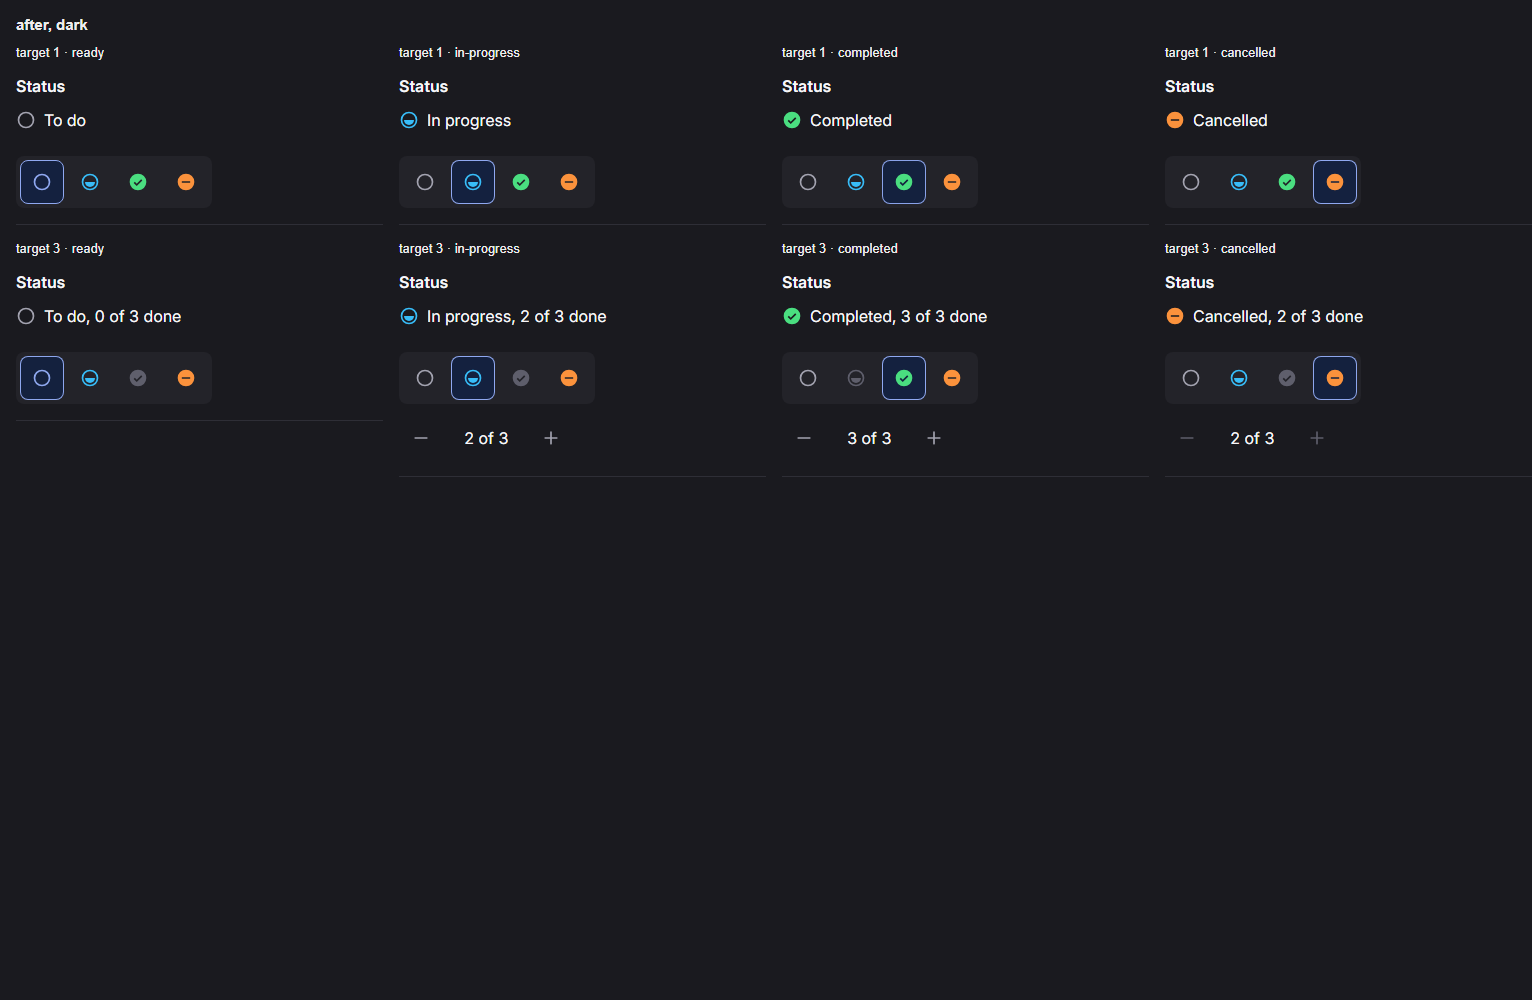 after, dark
target 1 · ready
target 1 · in-progress
target 1 · completed
target 1 · cancelled
Status
Status
Status
Status
To do
In progress
Completed
Cancelled
target 3 · ready
target 3 · in-progress
target 3 · completed
target 3 · cancelled
Status
Status
Status
Status
To do, 0 of 3 done
In progress, 2 of 3 done
Completed, 3 of 3 done
Cancelled, 2 of 3 done
2 of 3
3 of 3
2 of 3